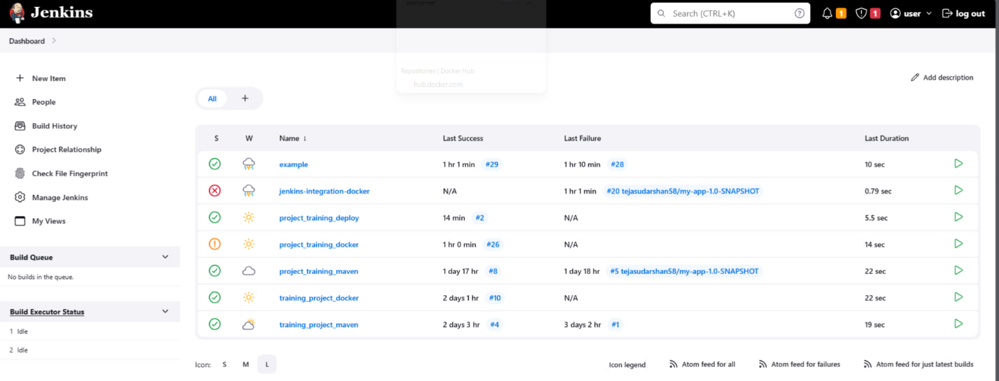 Jenkins
Search (CTRL+K)
1
1
user
log out
Dashboard
Repositories | Docker Hub
hub.docker.com
New Item
People
Build History
Project Relationship
Check File Fingerprint
Manage Jenkins
My Views
Build Queue
No builds in the queue.
Build Executor Status
1 Idle
2 Idle
Add description
All +
S W Name ↓ Last Success Last Failure Last Duration
example 1 hr 1 min #29 1 hr 10 min #28 10 sec
jenkins-integration-docker N/A 1 hr 1 min #20 tejasudarshan58/my-app-1.0-SNAPSHOT 0.79 sec
project_training_deploy 14 min #2 N/A 5.5 sec
project_training_docker 1 hr 0 min #26 N/A 14 sec
project_training_maven 1 day 17 hr #8 1 day 18 hr #5 tejasudarshan58/my-app-1.0-SNAPSHOT 22 sec
training_project_docker 2 days 1 hr #10 N/A 22 sec
training_project_maven 2 days 3 hr #4 3 days 2 hr #1 19 sec
Icon: S M L
Icon legend
Atom feed for all
Atom feed for failures
Atom feed for just latest builds